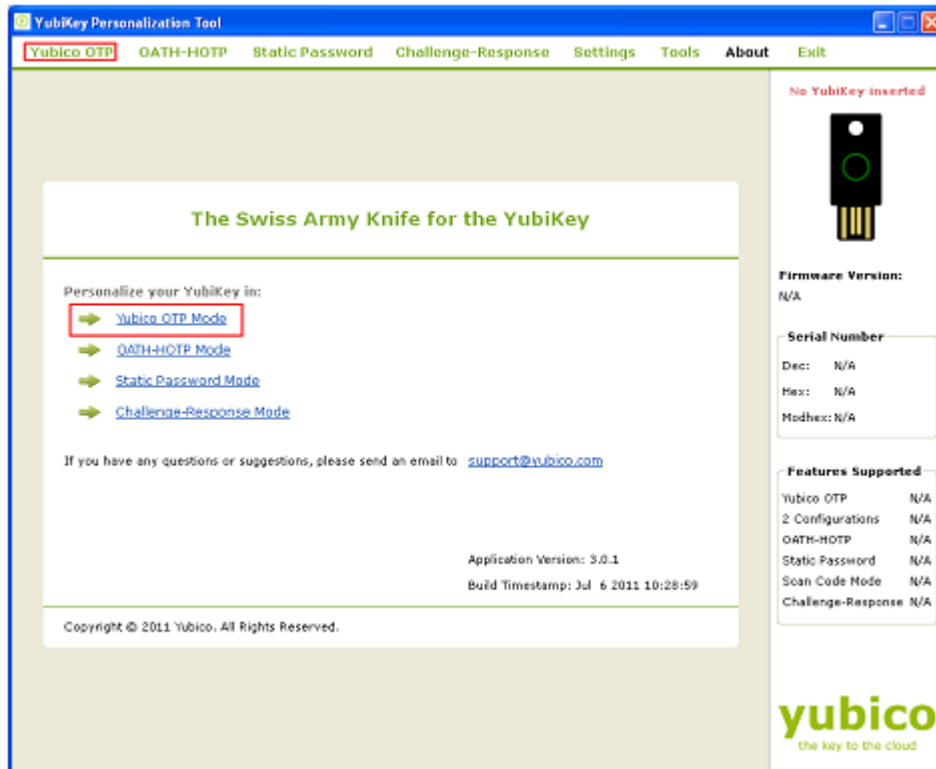 YubiKey Personalization Tool
Yubico OTP OATH-HOTP Static Password Challenge-Response Settings Tools About Exit
No YubiKey inserted
The Swiss Army Knife for the YubiKey
Personalize your YubiKey in:
Yubico OTP Mode
OATH-HOTP Mode
Static Password Mode
Challenge-Response Mode
If you have any questions or suggestions, please send an email to support@yubico.com
Application Version: 3.0.1
Build Timestamp: Jul 6 2011 10:28:59
Copyright © 2011 Yubico. All Rights Reserved.
Firmware Version:
N/A
Serial Number
Dec: N/A
Hex: N/A
Modhex: N/A
Features Supported
Yubico OTP N/A
2 Configurations N/A
OATH-HOTP N/A
Static Password N/A
Scan Code Mode N/A
Challenge-Response N/A
yubico
the key to the cloud